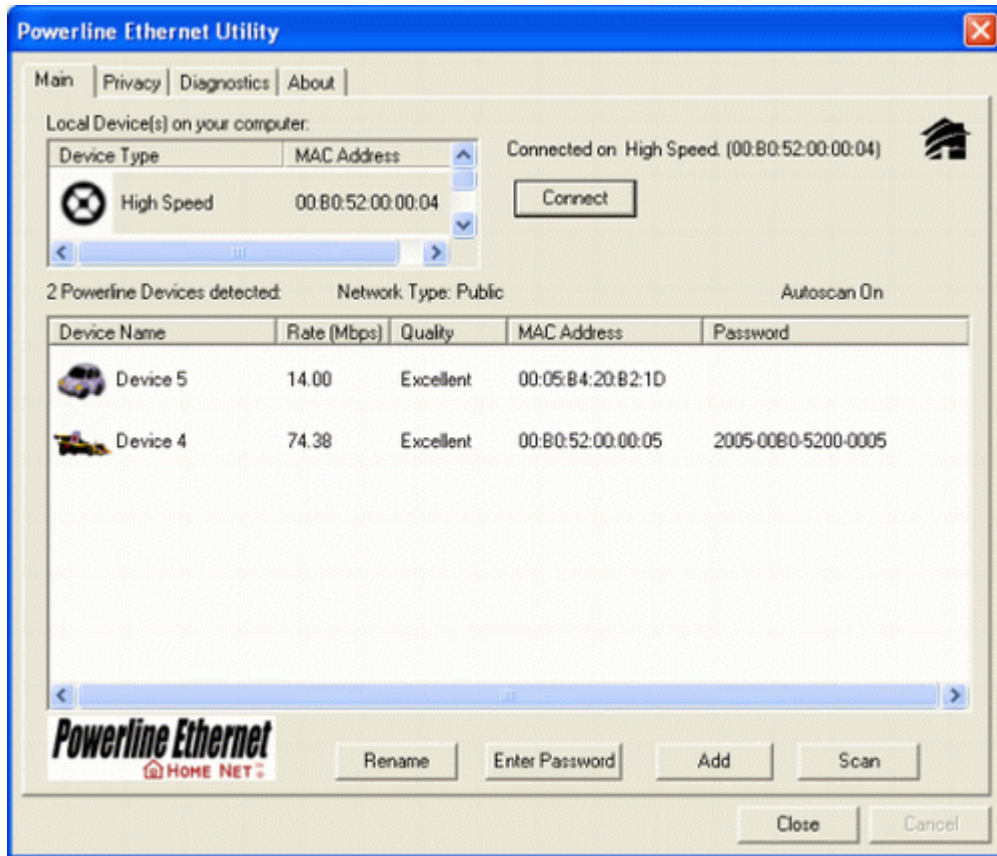 Powerline Ethernet Utility
Main Privacy Diagnostics About
Local Device(s) on your computer:
Device Type MAC Address
High Speed 00:B0:52:00:00:04
Connected on High Speed. (00:B0:52:00:00:04)
Connect
2 Powerline Devices detected: Network Type: Public Autoscan On
Device Name Rate (Mbps) Quality MAC Address Password
Device 5 14.00 Excellent 00:05:B4:20:B2:1D
Device 4 74.38 Excellent 00:B0:52:00:00:05 2005-00B0-5200-0005
Powerline Ethernet
HOME NET
Rename Enter Password Add Scan
Close Cancel